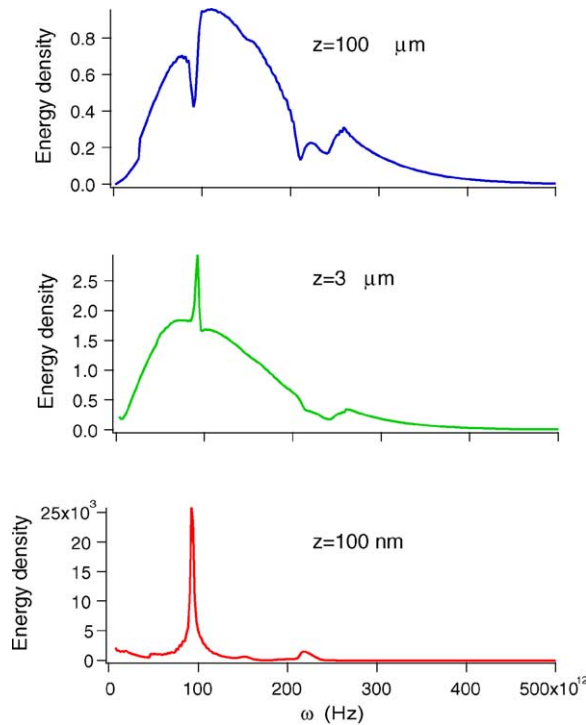 Energy density
0.8
0.6
0.4
0.2
0.0
z=100 μm
Energy density
2.5
2.0
1.5
1.0
0.5
0.0
z=3 μm
Energy density
25x10³
20
15
10
5
0
z=100 nm
0 100 200 300 400 500x10¹²
ω (Hz)